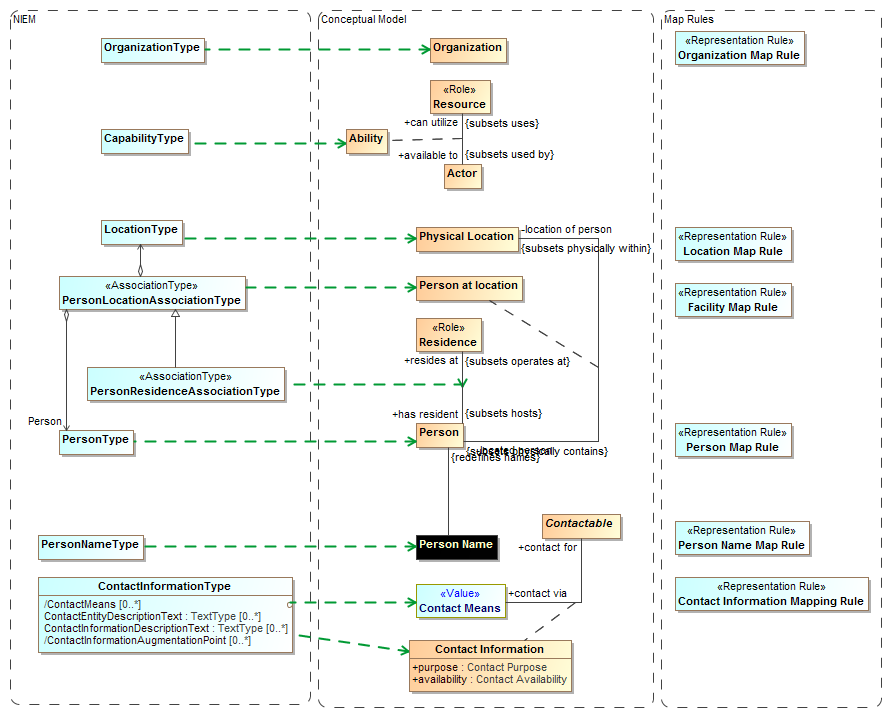 NIEM
OrganizationType
CapabilityType
LocationType
«AssociationType»
PersonLocationAssociationType
«AssociationType»
PersonResidenceAssociationType
Person
PersonType
PersonNameType
ContactInformationType
/ContactMeans [0..*]
ContactEntityDescriptionText : TextType [0..*]
ContactInformationDescriptionText : TextType [0..*]
/ContactInformationAugmentationPoint [0..*]
Conceptual Model
Organization
«Role»
Resource
+can utilize {subsets uses}
Ability
+available to {subsets used by}
Actor
Physical Location
-location of person
{subsets physically within}
Person at location
«Role»
Residence
+resides at {subsets operates at}
+has resident {subsets hosts}
Person
-located person
{subsets physically contains}
{redefines names}
Person Name
Contactable
+contact for
«Value»
Contact Means
+contact via
Contact Information
+purpose : Contact Purpose
+availability : Contact Availability
Map Rules
«Representation Rule»
Organization Map Rule
«Representation Rule»
Location Map Rule
«Representation Rule»
Facility Map Rule
«Representation Rule»
Person Map Rule
«Representation Rule»
Person Name Map Rule
«Representation Rule»
Contact Information Mapping Rule